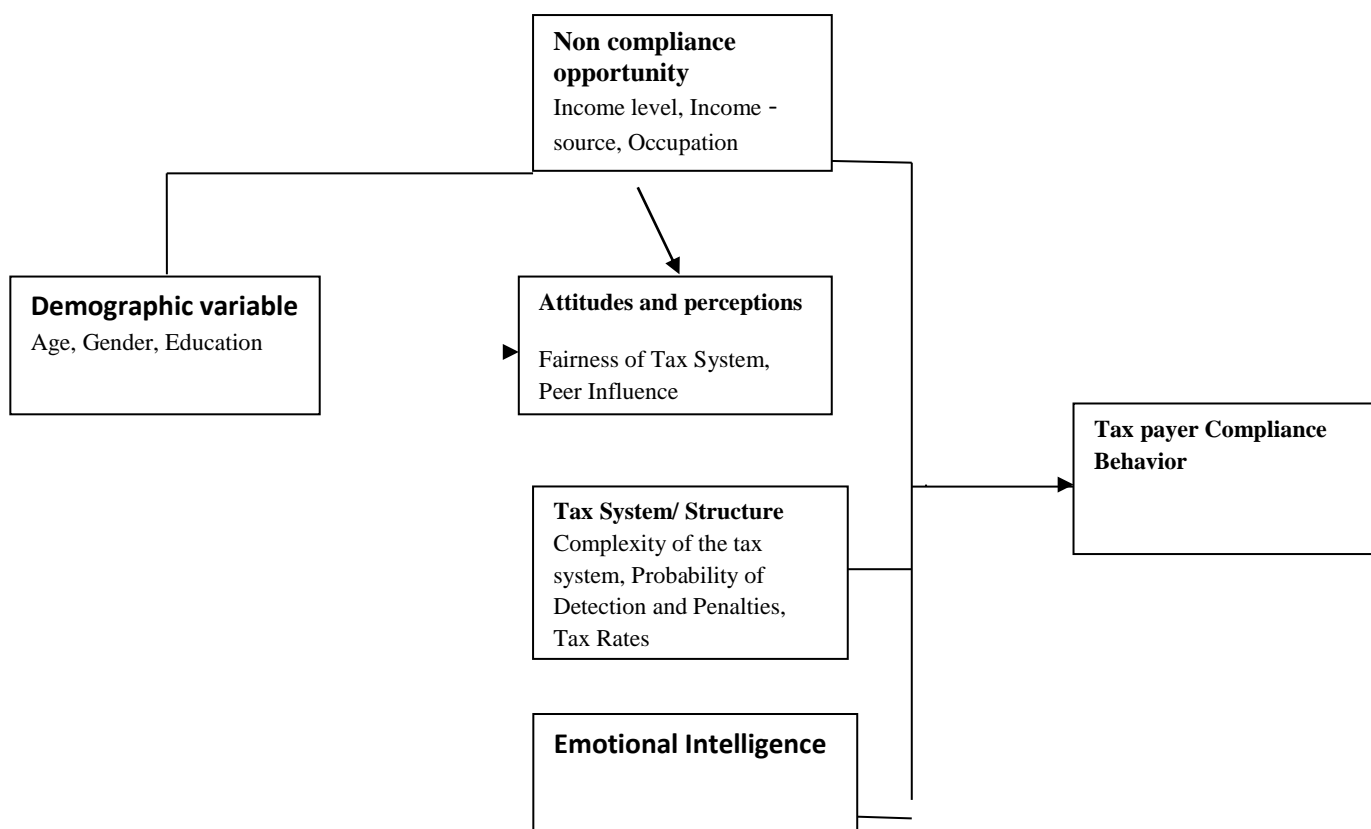 Non compliance
opportunity
Income level, Income -
source, Occupation
Demographic variable
Age, Gender, Education
Attitudes and perceptions
Fairness of Tax System,
Peer Influence
Tax payer Compliance
Behavior
Tax System/ Structure
Complexity of the tax
system, Probability of
Detection and Penalties,
Tax Rates
Emotional Intelligence